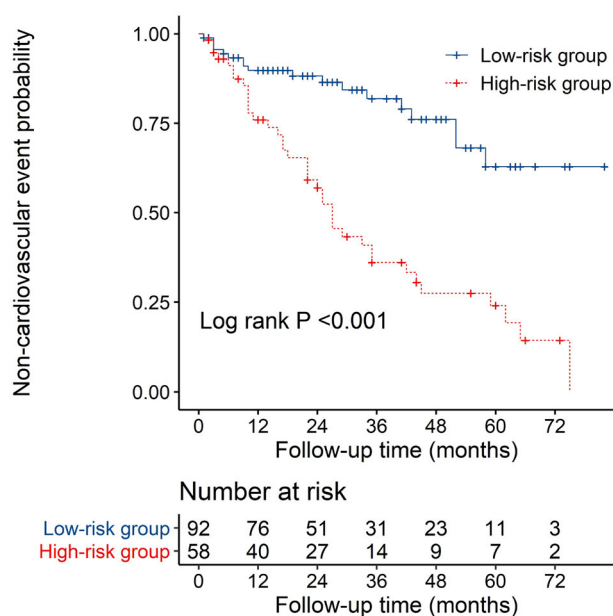 Non-cardiovascular event probability
1.00
0.75
0.50
0.25
0.00
Low-risk group
High-risk group
Log rank P <0.001
0 12 24 36 48 60 72
Follow-up time (months)
Number at risk
Low-risk group 92 76 51 31 23 11 3
High-risk group 58 40 27 14 9 7 2
0 12 24 36 48 60 72
Follow-up time (months)